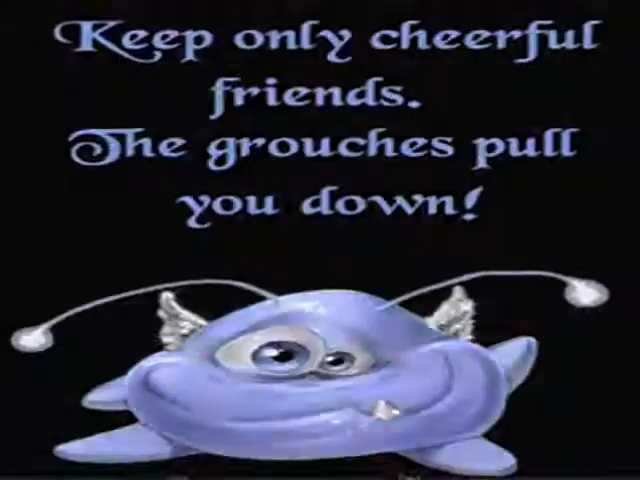 Keep only cheerful
friends.
The grouches pull
you down!